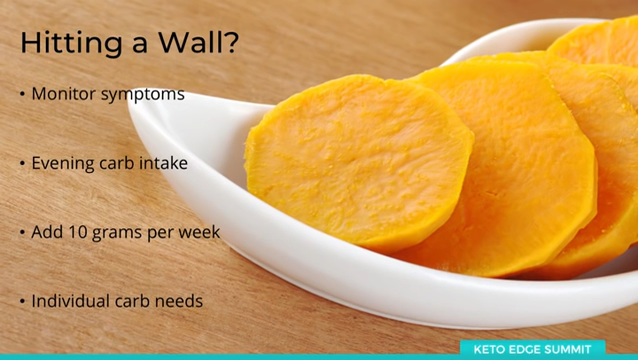 Hitting a Wall?
• Monitor symptoms
• Evening carb intake
• Add 10 grams per week
• Individual carb needs
KETO EDGE SUMMIT